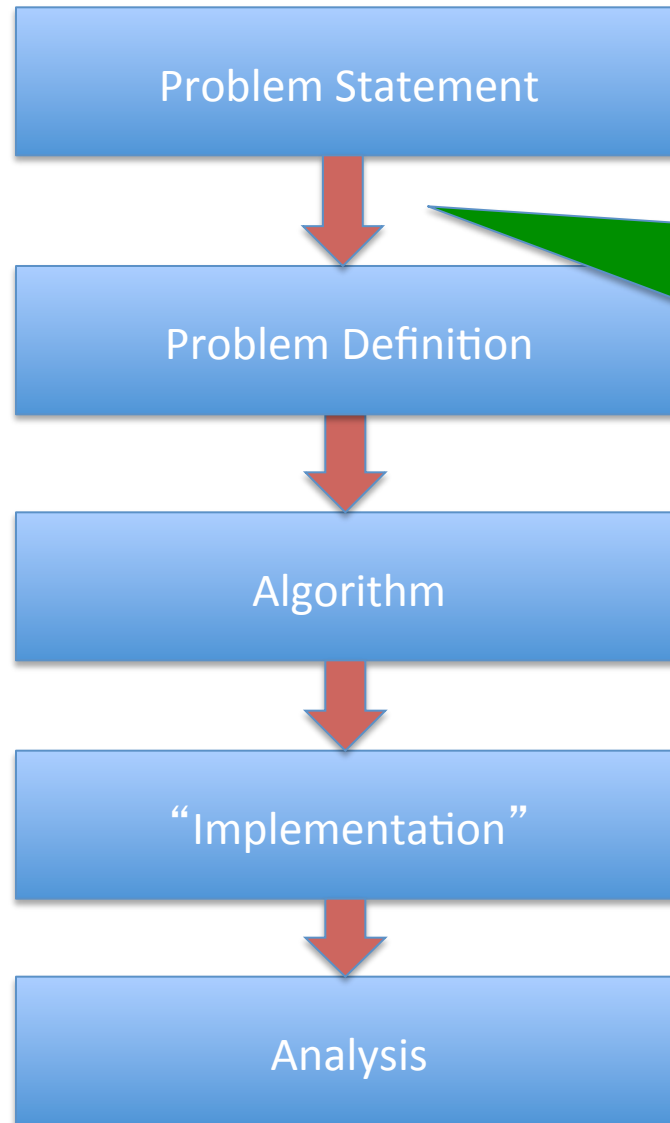 Problem Statement
Problem Definition
Algorithm
“Implementation”
Analysis